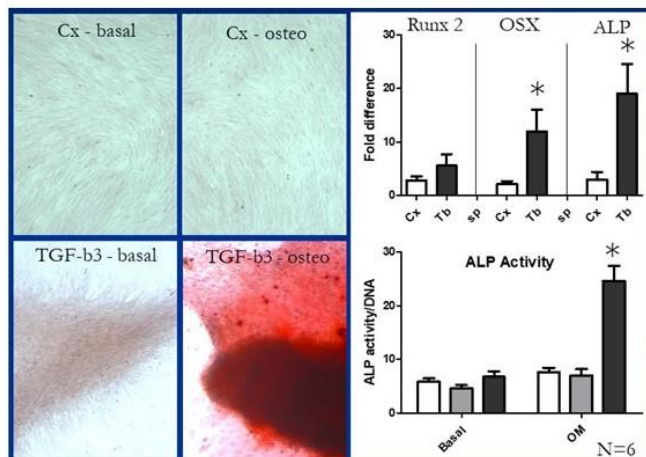 Cx - basal
Cx - osteo
TGF-b3 - basal
TGF-b3 - osteo
Runx 2 OSX ALP
* *
Fold difference
30
20
10
0
Cx Tb sp Cx Tb sp Cx Tb
ALP Activity
*
ALP activity/DNA
30
20
10
0
Basal OM
N=6